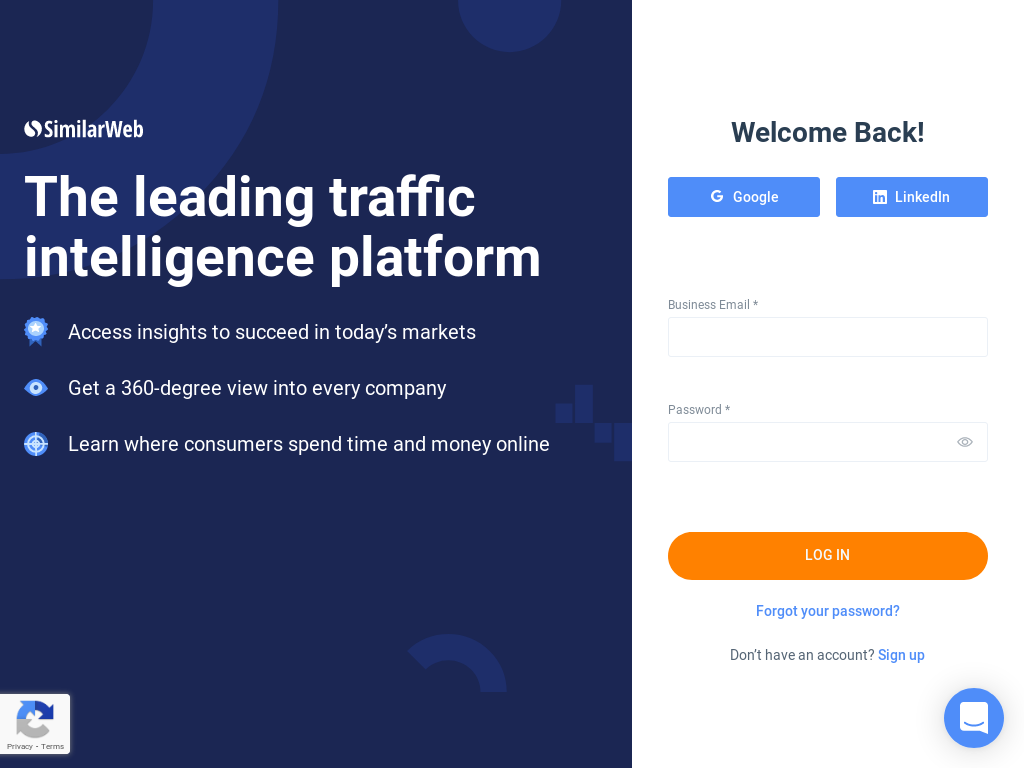 SimilarWeb
The leading traffic
intelligence platform
Access insights to succeed in today’s markets
Get a 360-degree view into every company
Learn where consumers spend time and money online
Welcome Back!
Google
LinkedIn
Business Email *
Password *
LOG IN
Forgot your password?
Don’t have an account? Sign up
Privacy - Terms